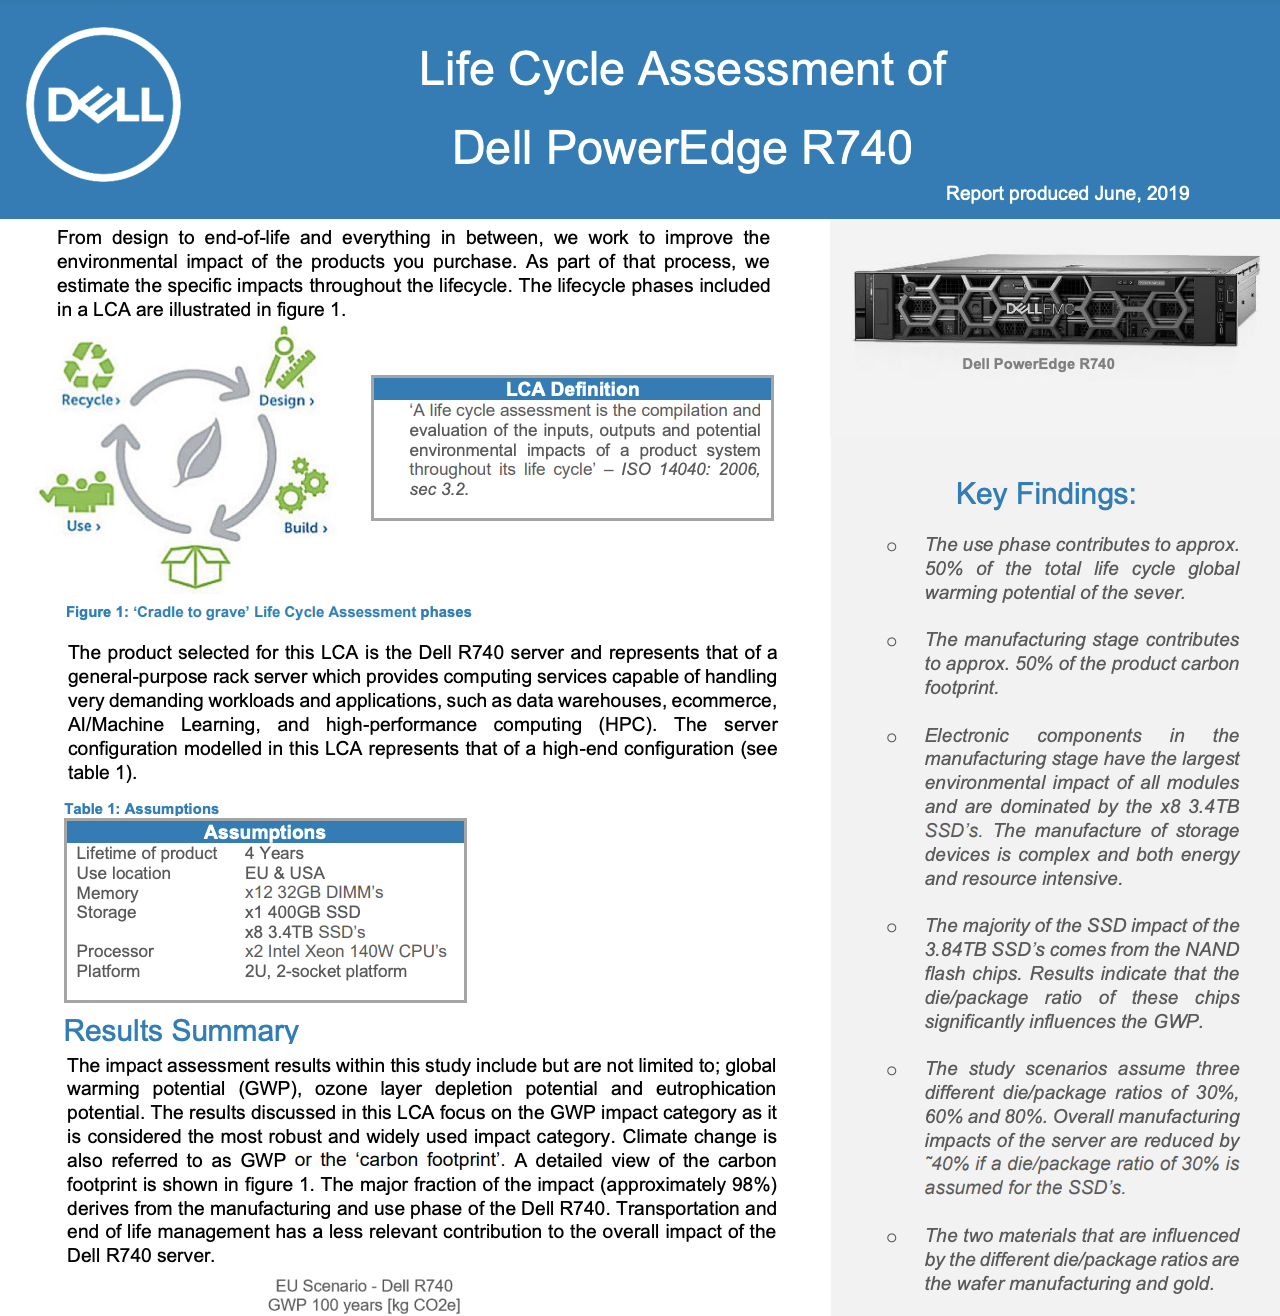 DELL
Life Cycle Assessment of
Dell PowerEdge R740
Report produced June, 2019
From design to end-of-life and everything in between, we work to improve the
environmental impact of the products you purchase. As part of that process, we
estimate the specific impacts throughout the lifecycle. The lifecycle phases included
in a LCA are illustrated in figure 1.
Recycle›
Design ›
Use ›
Build ›
LCA Definition
‘A life cycle assessment is the compilation and
evaluation of the inputs, outputs and potential
environmental impacts of a product system
throughout its life cycle’ – ISO 14040: 2006,
sec 3.2.
Figure 1: ‘Cradle to grave’ Life Cycle Assessment phases
The product selected for this LCA is the Dell R740 server and represents that of a
general-purpose rack server which provides computing services capable of handling
very demanding workloads and applications, such as data warehouses, ecommerce,
AI/Machine Learning, and high-performance computing (HPC). The server
configuration modelled in this LCA represents that of a high-end configuration (see
table 1).
Table 1: Assumptions
Assumptions
Lifetime of product 4 Years
Use location EU & USA
Memory x12 32GB DIMM’s
Storage x1 400GB SSD
x8 3.4TB SSD’s
Processor x2 Intel Xeon 140W CPU’s
Platform 2U, 2-socket platform
Results Summary
The impact assessment results within this study include but are not limited to; global
warming potential (GWP), ozone layer depletion potential and eutrophication
potential. The results discussed in this LCA focus on the GWP impact category as it
is considered the most robust and widely used impact category. Climate change is
also referred to as GWP or the ‘carbon footprint’. A detailed view of the carbon
footprint is shown in figure 1. The major fraction of the impact (approximately 98%)
derives from the manufacturing and use phase of the Dell R740. Transportation and
end of life management has a less relevant contribution to the overall impact of the
Dell R740 server.
EU Scenario - Dell R740
GWP 100 years [kg CO2e]
DELLEMC
Dell PowerEdge R740
Key Findings:
o The use phase contributes to approx.
50% of the total life cycle global
warming potential of the sever.
o The manufacturing stage contributes
to approx. 50% of the product carbon
footprint.
o Electronic components in the
manufacturing stage have the largest
environmental impact of all modules
and are dominated by the x8 3.4TB
SSD’s. The manufacture of storage
devices is complex and both energy
and resource intensive.
o The majority of the SSD impact of the
3.84TB SSD’s comes from the NAND
flash chips. Results indicate that the
die/package ratio of these chips
significantly influences the GWP.
o The study scenarios assume three
different die/package ratios of 30%,
60% and 80%. Overall manufacturing
impacts of the server are reduced by
~40% if a die/package ratio of 30% is
assumed for the SSD’s.
o The two materials that are influenced
by the different die/package ratios are
the wafer manufacturing and gold.